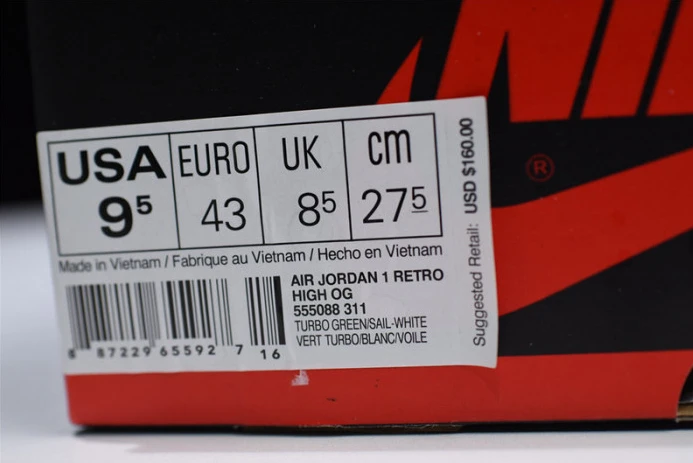 NIKE
®
USA EURO UK cm
9⁵ 43 8⁵ 27⁵
Made in Vietnam / Fabrique au Vietnam / Hecho en Vietnam
AIR JORDAN 1 RETRO
HIGH OG
555088 311
TURBO GREEN/SAIL-WHITE
VERT TURBO/BLANC/VOILE
8 87229 65592 7 16
Suggested Retail: USD $160.00